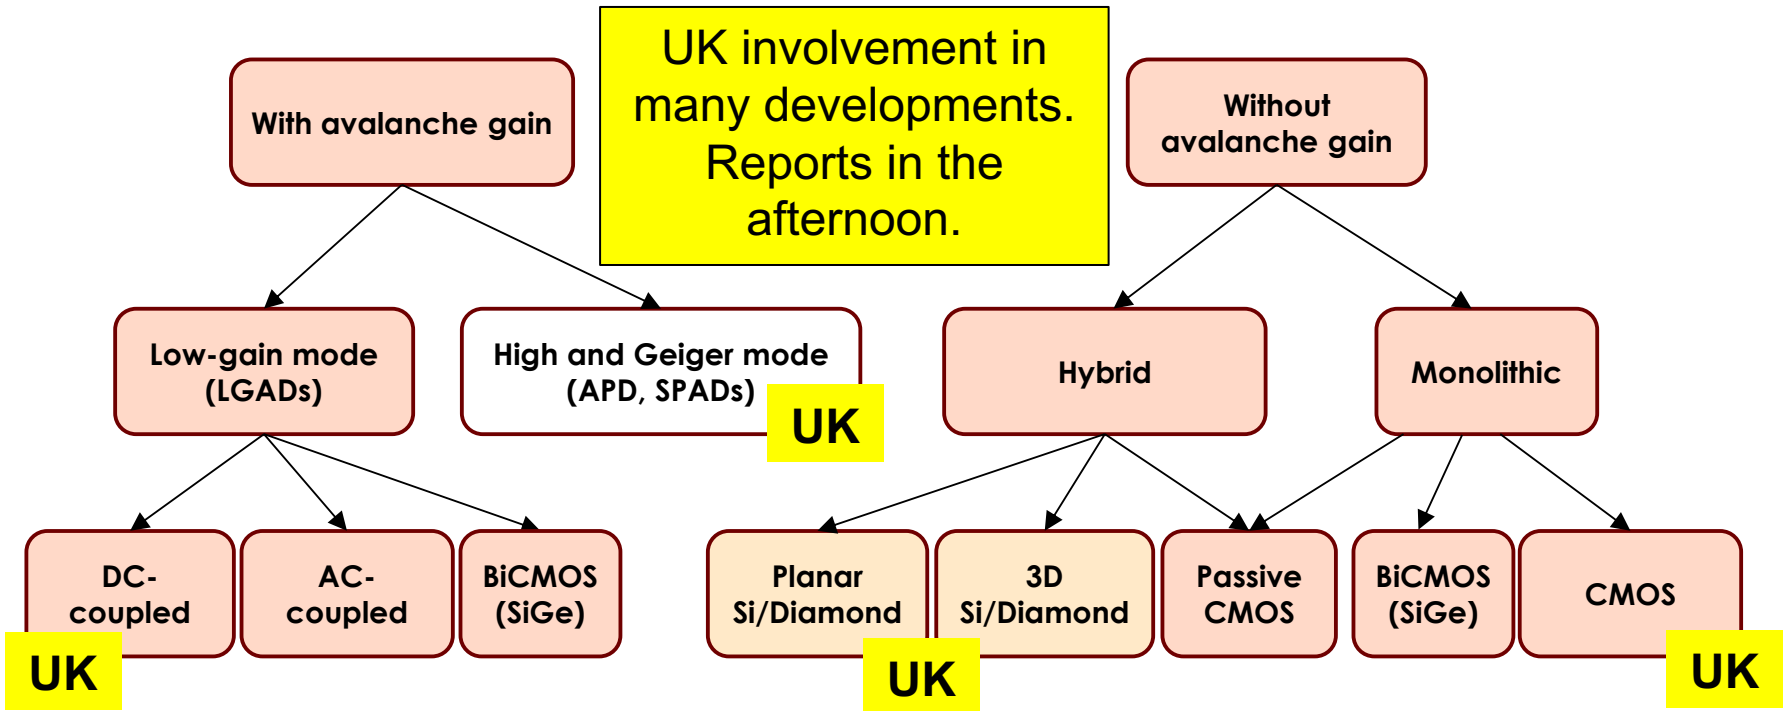 UK involvement in
many developments.
Reports in the
afternoon.
With avalanche gain
Without
avalanche gain
Low-gain mode
(LGADs)
High and Geiger mode
(APD, SPADs)
UK
Hybrid
Monolithic
DC-
coupled
UK
AC-
coupled
BiCMOS
(SiGe)
Planar
Si/Diamond
UK
3D
Si/Diamond
Passive
CMOS
BiCMOS
(SiGe)
CMOS
UK